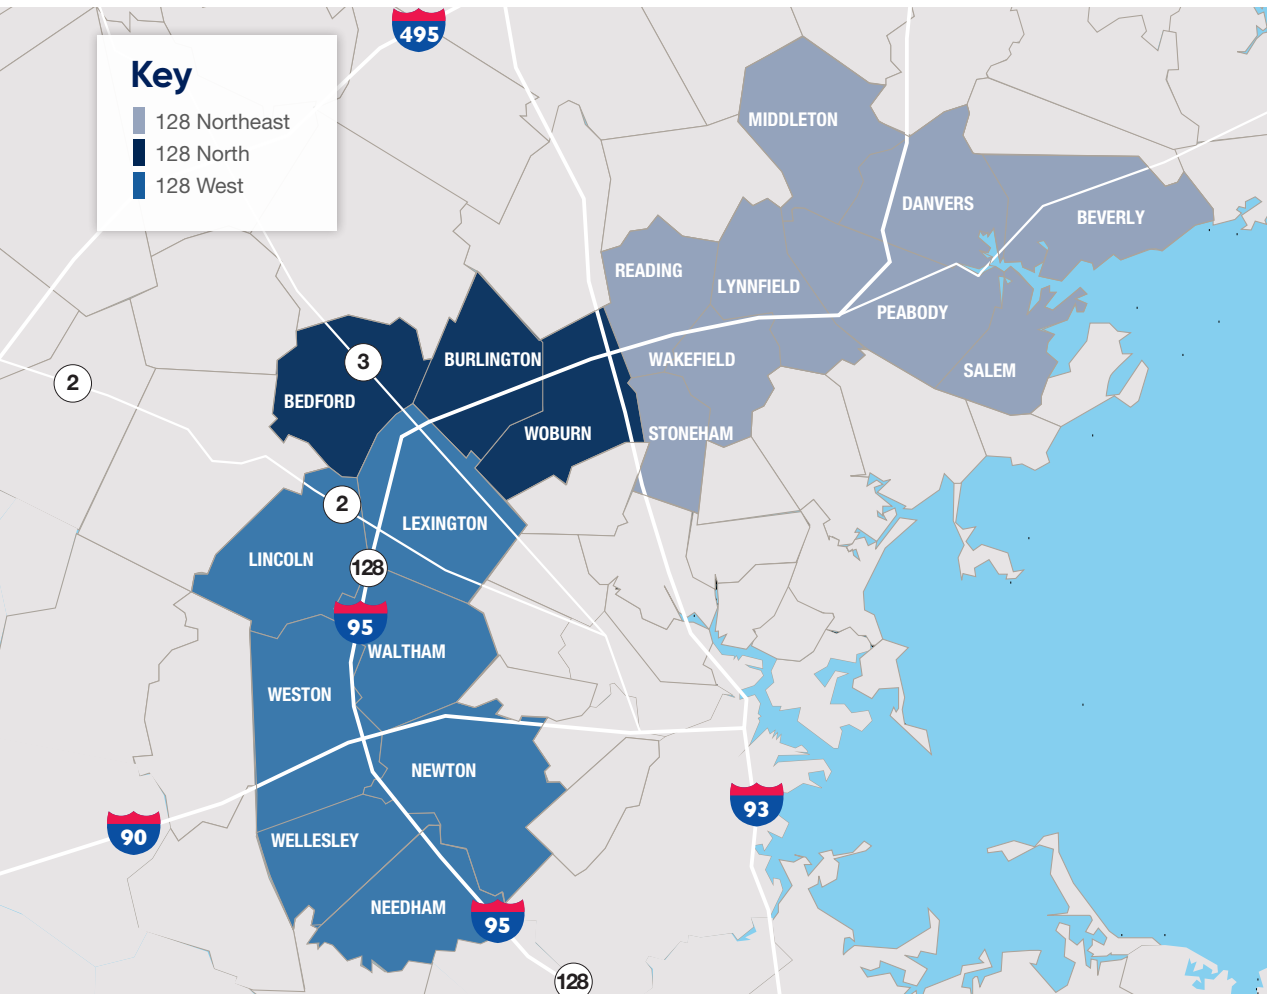 495
Key
128 Northeast
128 North
128 West
MIDDLETON
DANVERS
BEVERLY
READING
LYNNFIELD
PEABODY
3
BURLINGTON
WAKEFIELD
SALEM
2
BEDFORD
WOBURN
STONEHAM
2
LEXINGTON
LINCOLN
128
95
WALTHAM
WESTON
NEWTON
93
90
WELLESLEY
NEEDHAM
95
128